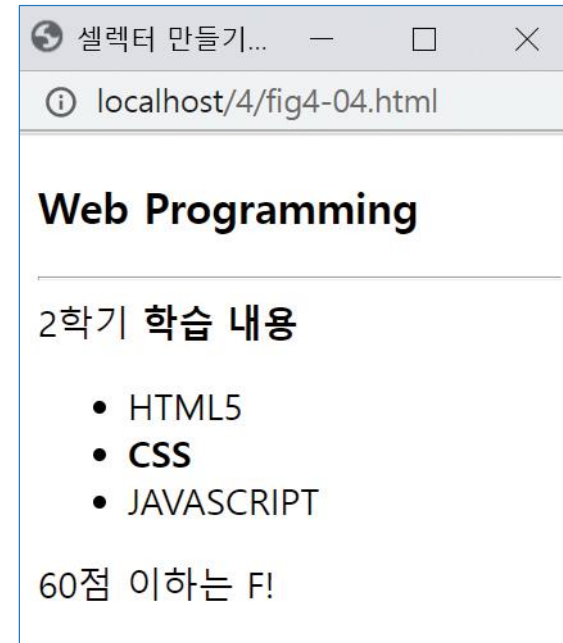 셀렉터 만들기...
localhost/4/fig4-04.html
Web Programming
2학기 학습 내용
• HTML5
• CSS
• JAVASCRIPT
60점 이하는 F!